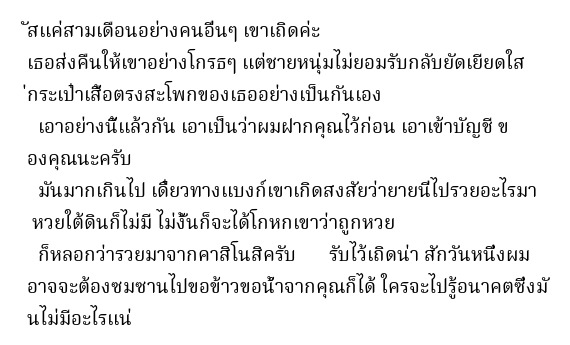 ัสแค่สามเดือนอย่างคนอื่นๆ เขาเถิดค่ะ
เธอส่งคืนให้เขาอย่างโกรธๆ แต่ชายหนุ่มไม่ยอมรับกลับยัดเยียดใส
่กระเป๋าเสื้อตรงสะโพกของเธออย่างเป็นกันเอง
เอาอย่างนี้แล้วกัน เอาเป็นว่าผมฝากคุณไว้ก่อน เอาเข้าบัญชี ข
องคุณนะครับ
มันมากเกินไป เดี๋ยวทางแบงก์เขาเกิดสงสัยว่ายายนี่ไปรวยอะไรมา
หวยใต้ดินก็ไม่มี ไม่งั้นก็จะได้โกหกเขาว่าถูกหวย
ก็หลอกว่ารวยมาจากคาสิโนสิครับ รับไว้เถิดน่า สักวันหนึ่งผม
อาจจะต้องซมซานไปขอข้าวขอน้ำจากคุณก็ได้ ใครจะไปรู้อนาคตซึ่งมั
นไม่มีอะไรแน่